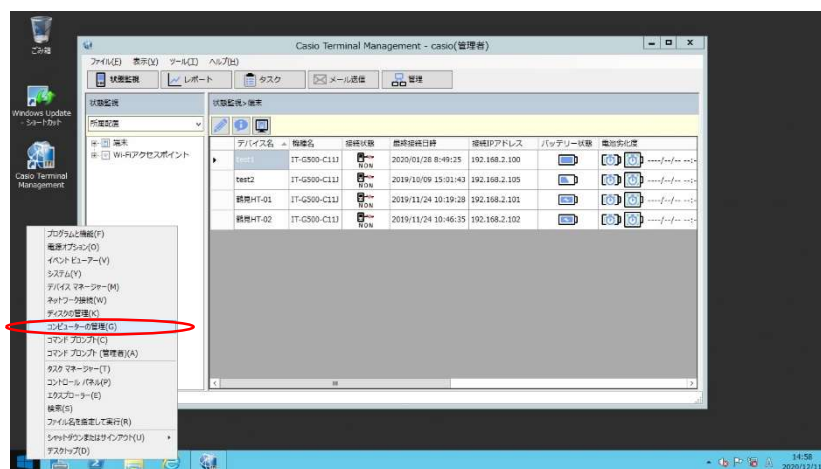 ごみ箱
Windows Update
- ショートカット
Casio Terminal
Management
Casio Terminal Management - casio(管理者)
ファイル(F) 表示(V) ツール(T) ヘルプ(H)
状態監視 レポート タスク メール送信 管理
状態監視 状態監視>端末
所属配置
端末
Wi-Fiアクセスポイント
デバイス名 機種名 接続状態 最終接続日時 接続IPアドレス バッテリー状態 電池劣化度
test1 IT-G500-C11J NON 2020/01/28 8:49:25 192.168.2.100 ----/--/-- --:-
test2 IT-G500-C11J NON 2019/10/09 15:01:43 192.168.2.105 ----/--/-- --:-
鶴見HT-01 IT-G500-C11J NON 2019/11/24 10:19:28 192.168.2.101 ----/--/-- --:-
鶴見HT-02 IT-G500-C11J NON 2019/11/24 10:46:35 192.168.2.102 ----/--/-- --:-
プログラムと機能(F)
電源オプション(O)
イベント ビューアー(V)
システム(Y)
デバイス マネージャー(M)
ネットワーク接続(W)
ディスクの管理(K)
コンピューターの管理(G)
コマンド プロンプト(C)
コマンド プロンプト (管理者)(A)
タスク マネージャー(T)
コントロール パネル(P)
エクスプローラー(E)
検索(S)
ファイル名を指定して実行(R)
シャットダウンまたはサインアウト(U)
デスクトップ(D)
14:58
2020/12/11